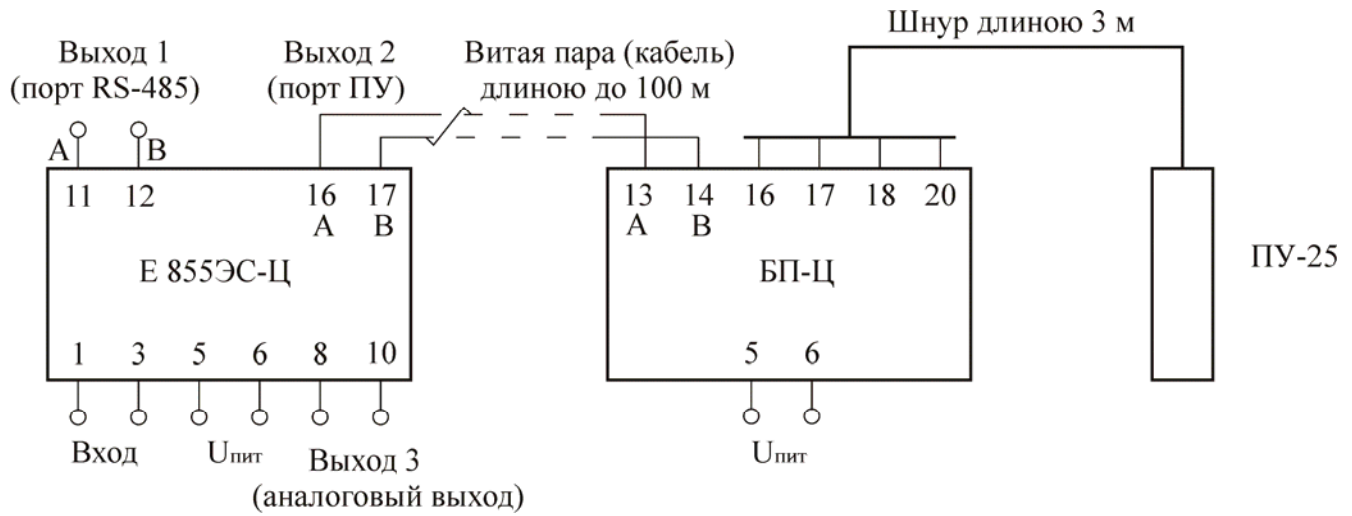 Шнур длиною 3 м
Выход 1
(порт RS-485)
Выход 2
(порт ПУ)
Витая пара (кабель)
длиною до 100 м
A B
11 12 16 17
A B
Е 855ЭС-Ц
1 3 5 6 8 10
Вход
Uпит
Выход 3
(аналоговый выход)
13 14 16 17 18 20
A B
БП-Ц
5 6
Uпит
ПУ-25